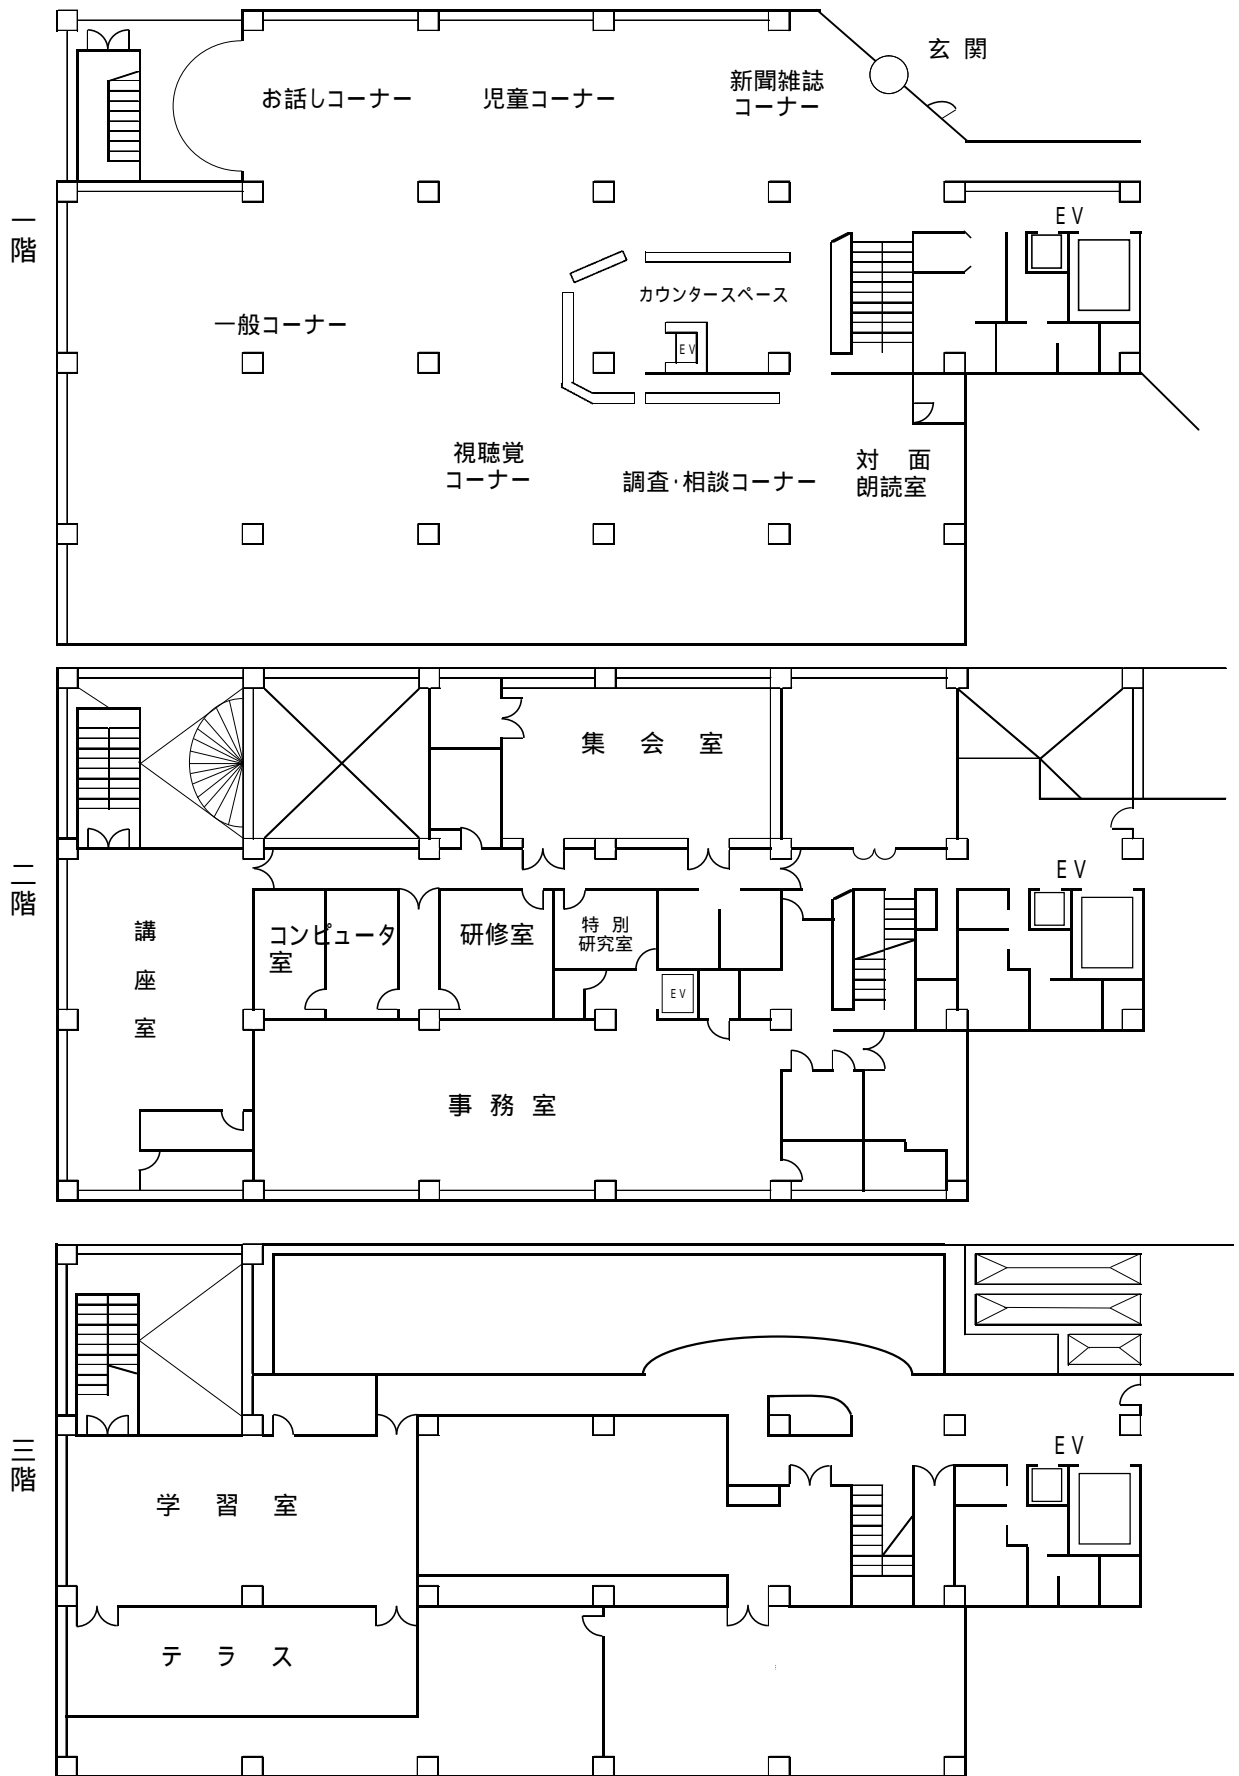 一階
玄関
お話しコーナー
児童コーナー
新聞雑誌
コーナー
EV
カウンタースペース
一般コーナー
EV
視聴覚
コーナー
調査・相談コーナー
対面
朗読室
二階
集会室
EV
講座室
コンピュータ
室
研修室
特別
研究室
EV
事務室
三階
EV
学習室
テラス